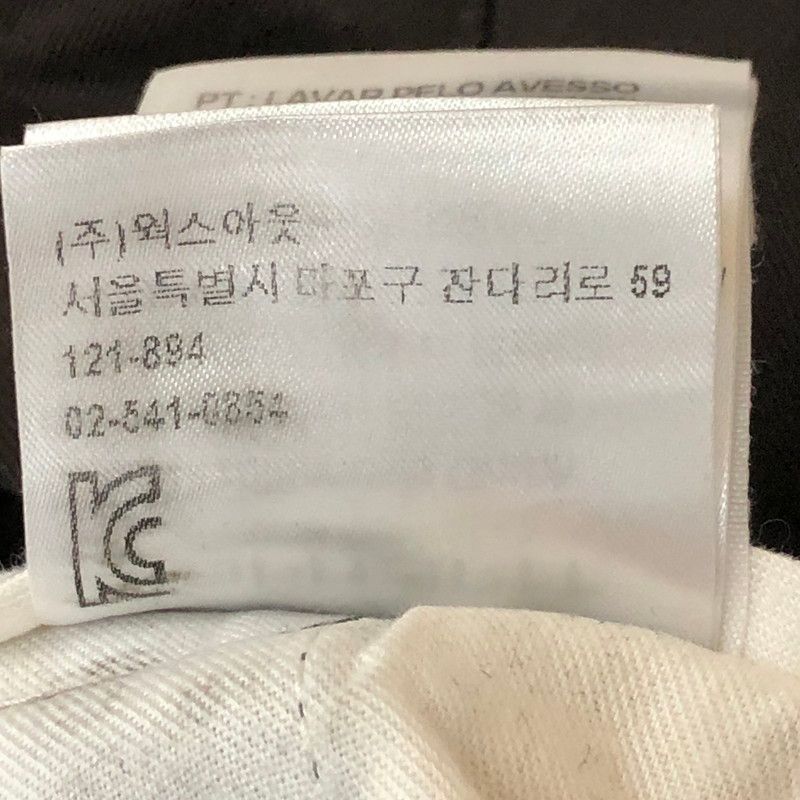 PT : LAVAR PELO AVESSO
(주)웍스아웃
서울특별시 마포구 잔다리로 59
121-894
02-541-0854
KC